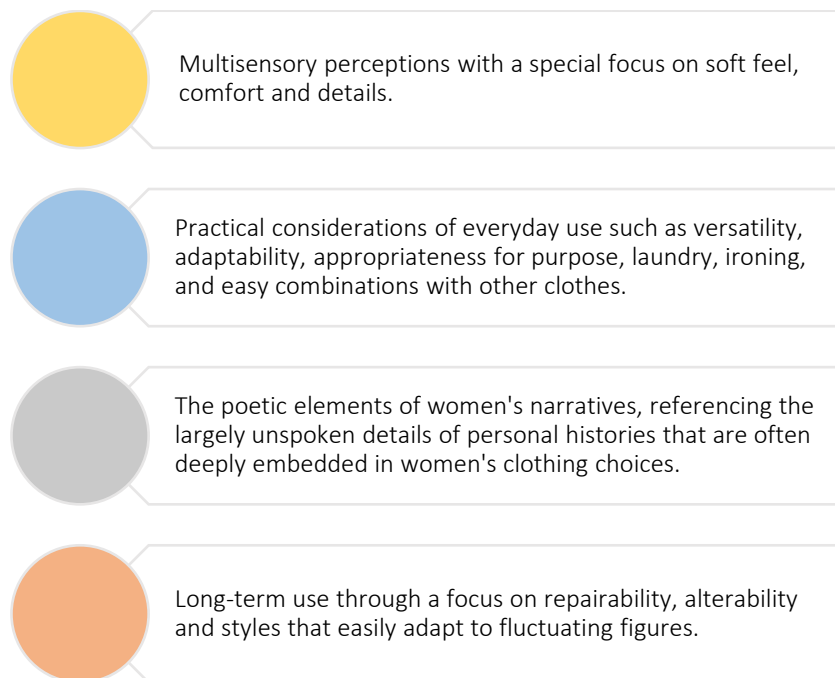 Multisensory perceptions with a special focus on soft feel,
comfort and details.
Practical considerations of everyday use such as versatility,
adaptability, appropriateness for purpose, laundry, ironing,
and easy combinations with other clothes.
The poetic elements of women's narratives, referencing the
largely unspoken details of personal histories that are often
deeply embedded in women's clothing choices.
Long-term use through a focus on repairability, alterability
and styles that easily adapt to fluctuating figures.